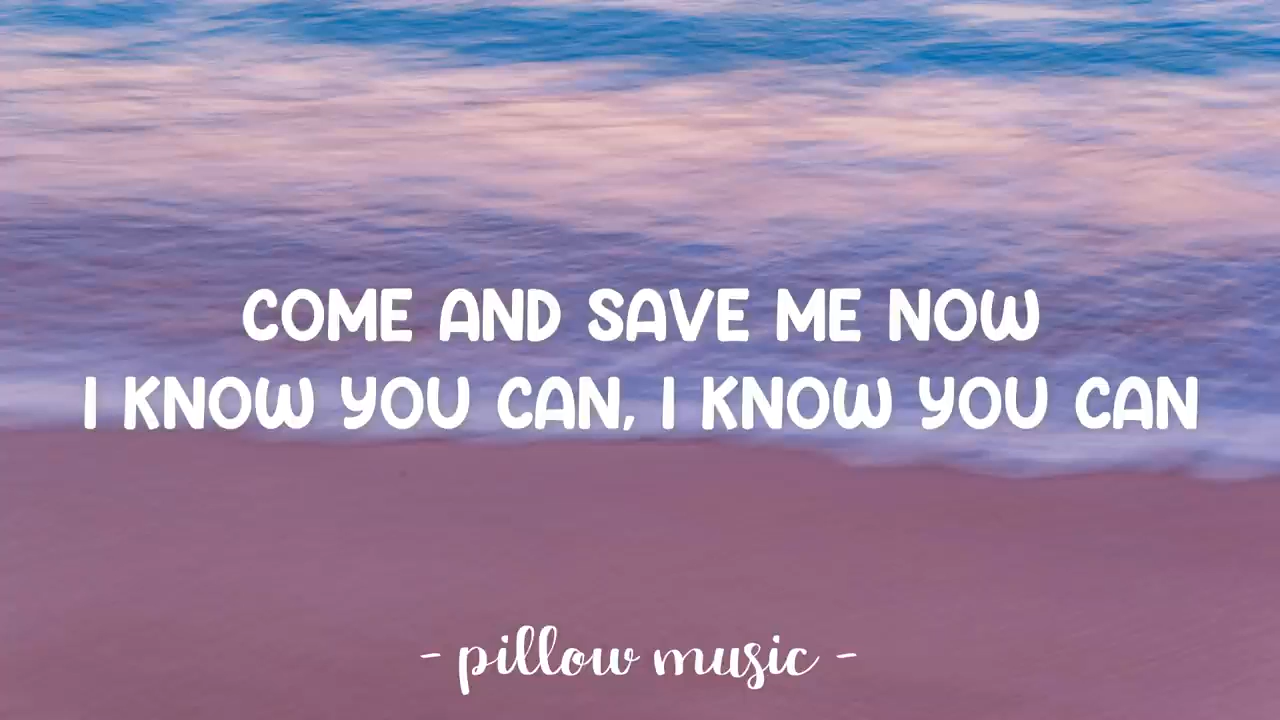 COME AND SAVE ME NOW
I KNOW YOU CAN, I KNOW YOU CAN
- pillow music -